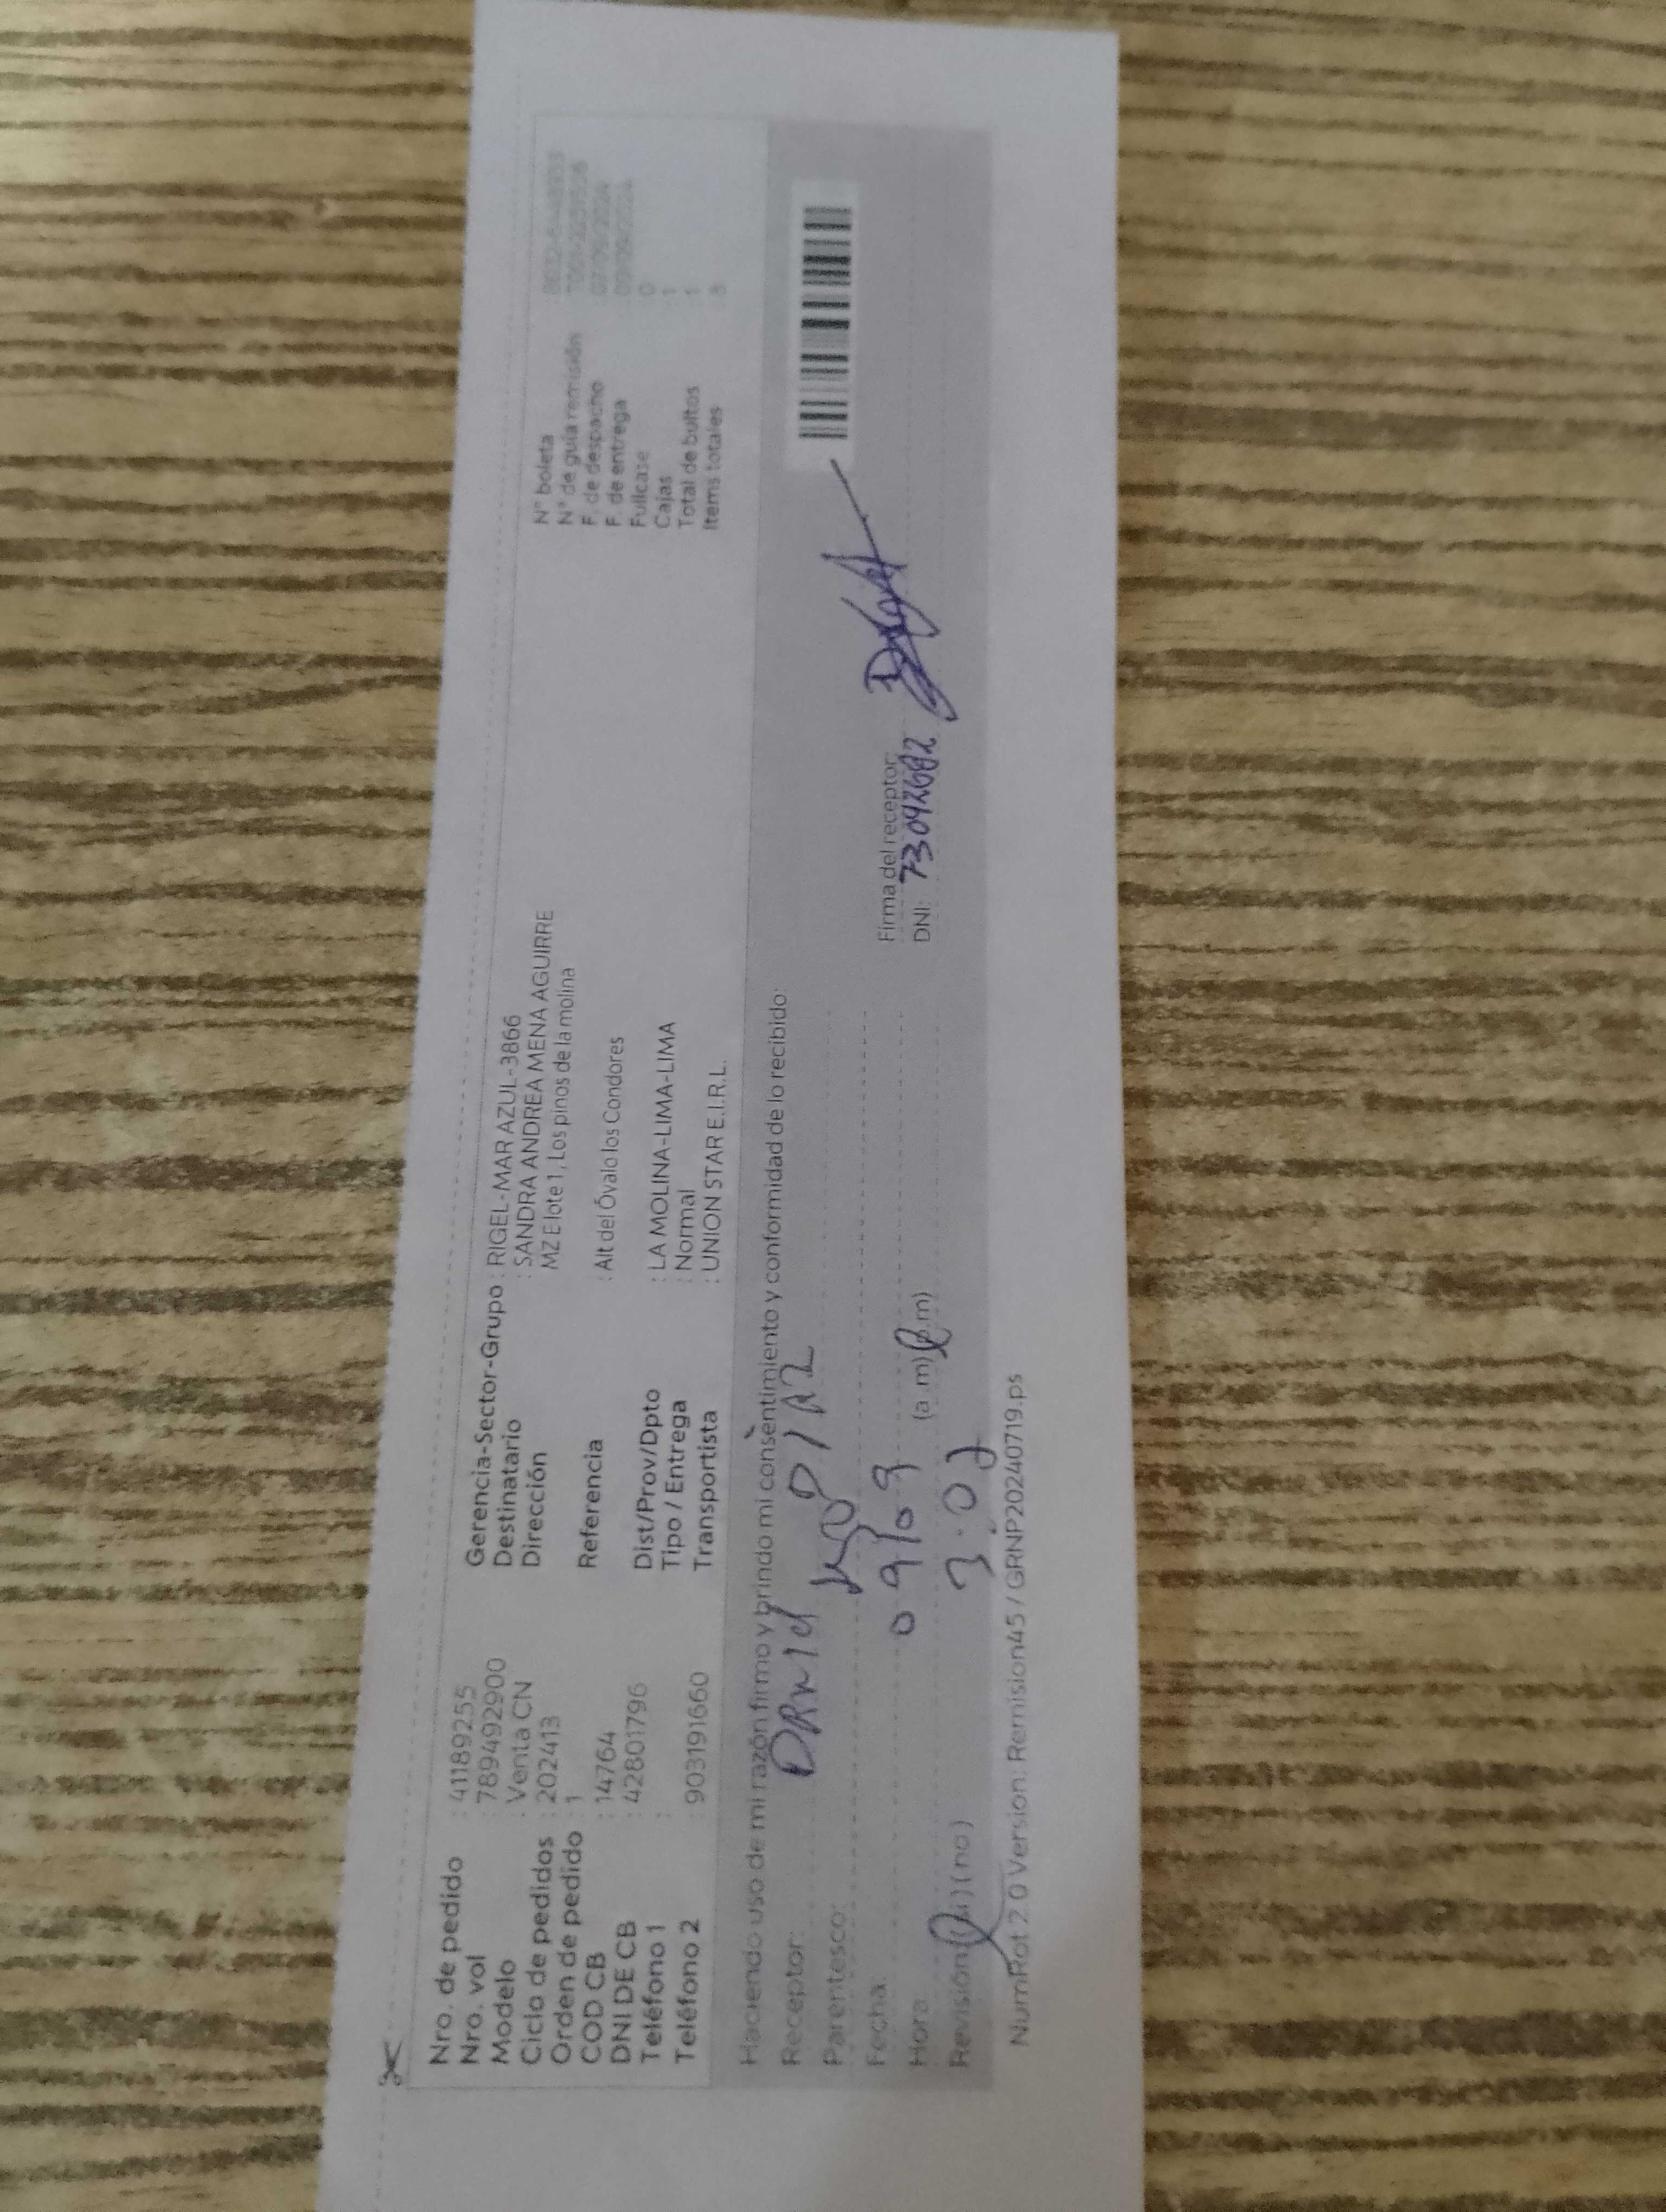 Nro. de pedido : 41189255
Nro. vol : 7894492900
Modelo : Venta CN
Ciclo de pedidos : 202413
Orden de pedido : 1
COD CB : 14764
DNI DE CB : 42801796
Teléfono 1 :
Teléfono 2 : 903191660
Gerencia-Sector-Grupo : RIGEL-MAR AZUL-3866
Destinatario : SANDRA ANDREA MENA AGUIRRE
Dirección MZ E lote 1, Los pinos de la molina
Referencia : Alt del Óvalo los Condores
Dist/Prov/Dpto : LA MOLINA-LIMA-LIMA
Tipo / Entrega : Normal
Transportista : UNION STAR E.I.R.L.
N° boleta
N° de guía remisión
F. de despacho
F. de entrega
Fullcase 0
Cajas : 1
Total de bultos 1
Items totales : 8
Haciendo uso de mi razón firmo y brindo mi consentimiento y conformidad de lo recibido:
Receptor:
Parentesco:
Fecha: 09/09
Hora: 3:02 (a.m) (p.m)
Revisión (si) (no)
Firma del receptor:
DNI:
NumRot 2.0 Version: Remision45 / GRNP20240719.ps